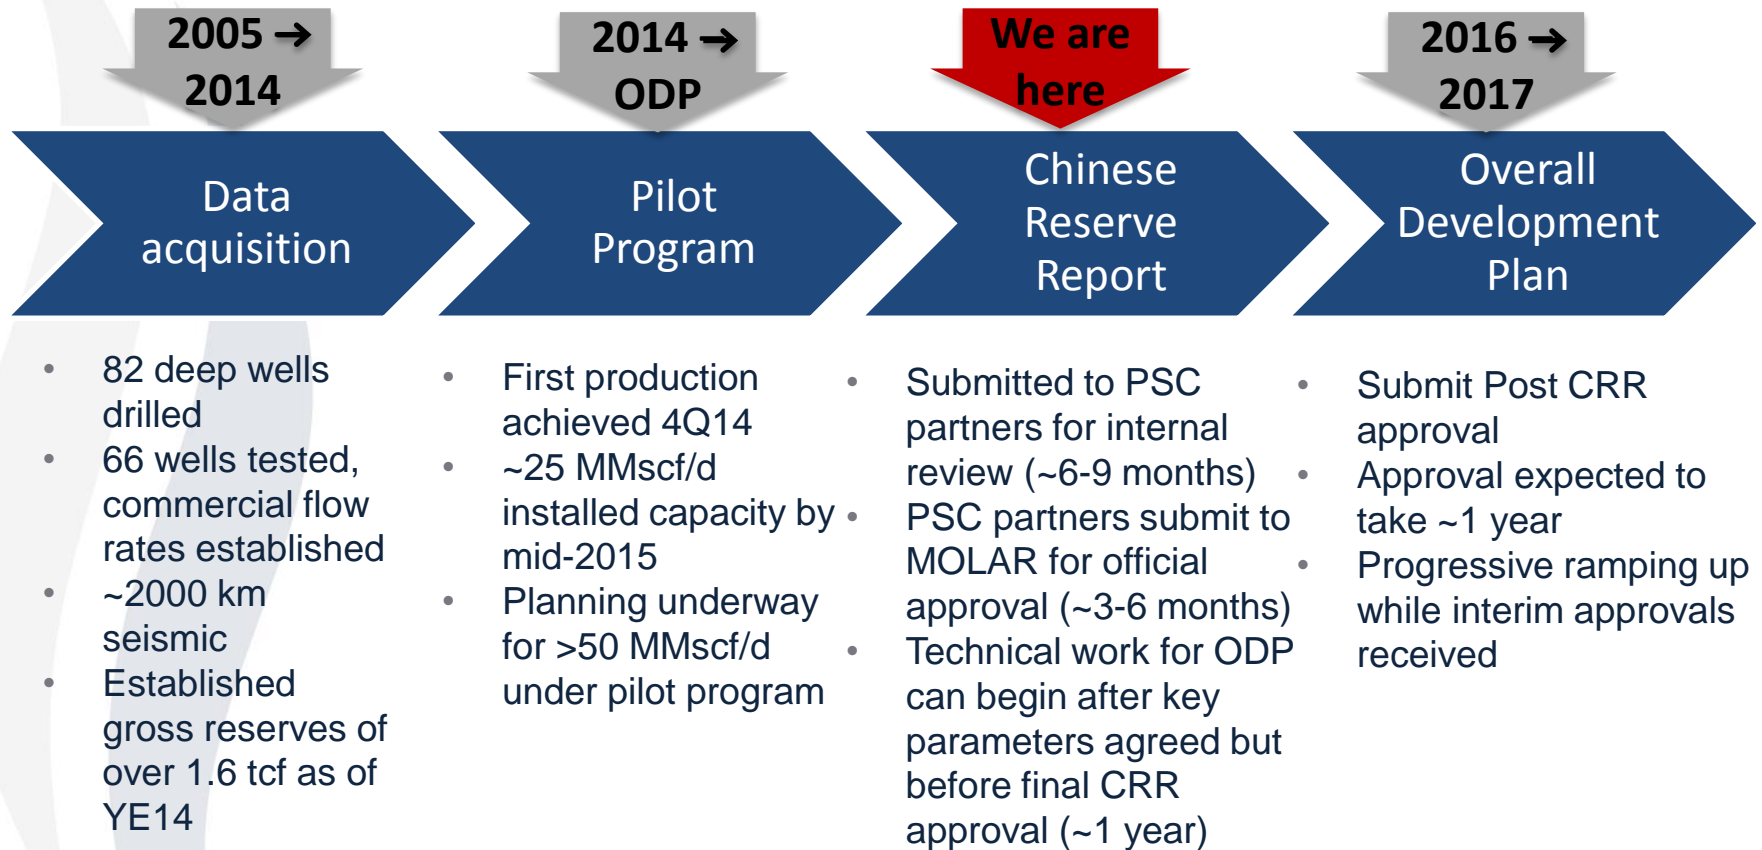 2005 →
2014
2014 →
ODP
We are
here
2016 →
2017
Data
acquisition
Pilot
Program
Chinese
Reserve
Report
Overall
Development
Plan
• 82 deep wells
drilled
• 66 wells tested,
commercial flow
rates established
• ~2000 km
seismic
• Established
gross reserves of
over 1.6 tcf as of
YE14
• First production
achieved 4Q14
• ~25 MMscf/d
installed capacity by
mid-2015
• Planning underway
for >50 MMscf/d
under pilot program
• Submitted to PSC
partners for internal
review (~6-9 months)
• PSC partners submit to
MOLAR for official
approval (~3-6 months)
• Technical work for ODP
can begin after key
parameters agreed but
before final CRR
approval (~1 year)
• Submit Post CRR
approval
• Approval expected to
take ~1 year
• Progressive ramping up
while interim approvals
received